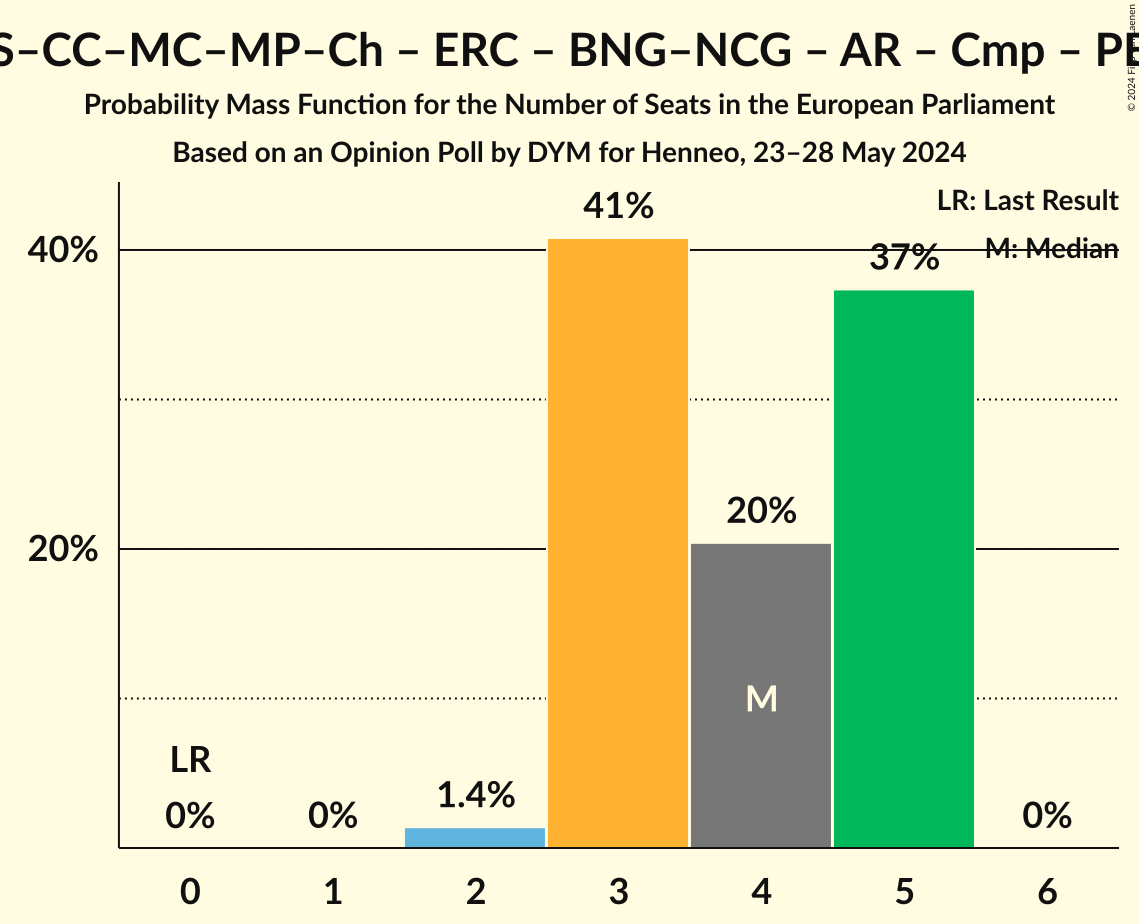 S–CC–MC–MP–Ch – ERC – BNG–NCG – AR – Cmp –
© 2024
Probability Mass Function for the Number of Seats in the European Parliament
Based on an Opinion Poll by DYM for Henneo, 23–28 May 2024
LR: Last Result
M: Median
41%
40%
37%
20%
20%
M
LR
1.4%
0%
0%
0%
0 1 2 3 4 5 6